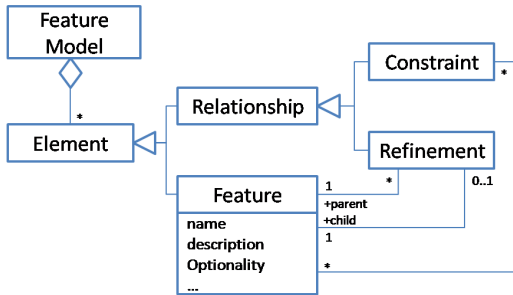 Feature
Model
*
Element
Relationship
Constraint
*
Refinement
*
0..1
Feature
1
+parent
+child
1
name
description
Optionality
*
...